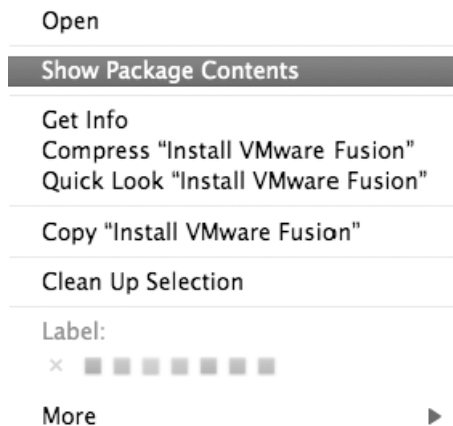 Open
Show Package Contents
Get Info
Compress “Install VMware Fusion”
Quick Look “Install VMware Fusion”
Copy “Install VMware Fusion”
Clean Up Selection
Label:
×
More